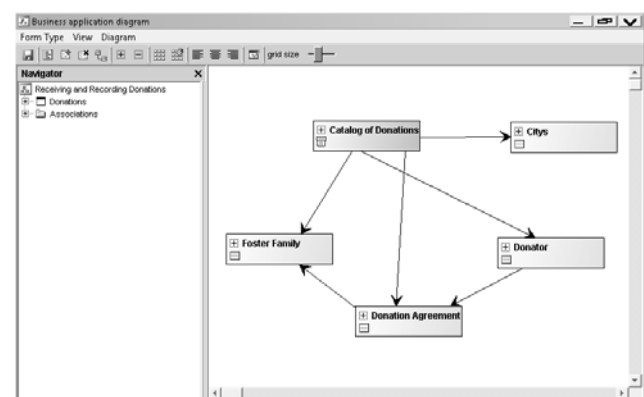 Business application diagram
Form Type View Diagram
grid size
Navigator
Receiving and Recording Donations
Donations
Associations
Catalog of Donations
Citys
Foster Family
Donator
Donation Agreement